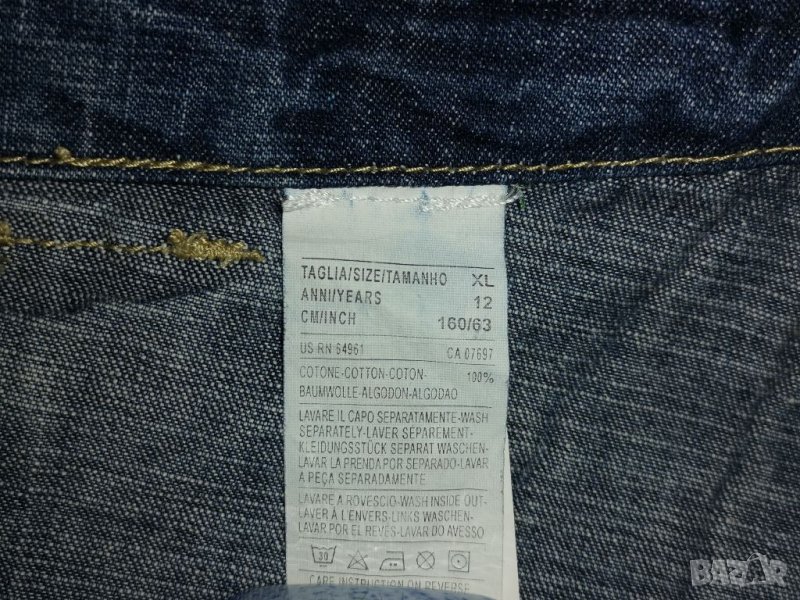 TAGLIA/SIZE/TAMANHO XL
ANNI/YEARS 12
CM/INCH 160/63
US RN 64961 CA 07697
COTONE-COTTON-COTON- 100%
BAUMWOLLE-ALGODON-ALGODAO
LAVARE IL CAPO SEPARATAMENTE-WASH
SEPARATELY-LAVER SEPAREMENT-
KLEIDUNGSSTÜCK SEPARAT WASCHEN-
LAVAR LA PRENDA POR SEPARADO-LAVAR
A PEÇA SEPARADAMENTE
LAVARE A ROVESCIO-WASH INSIDE OUT-
LAVER À L'ENVERS-LINKS WASCHEN-
LAVAR POR EL REVÉS-LAVAR DO AVESSO
30
CARE INSTRUCTION ON REVERSE
BAZAR